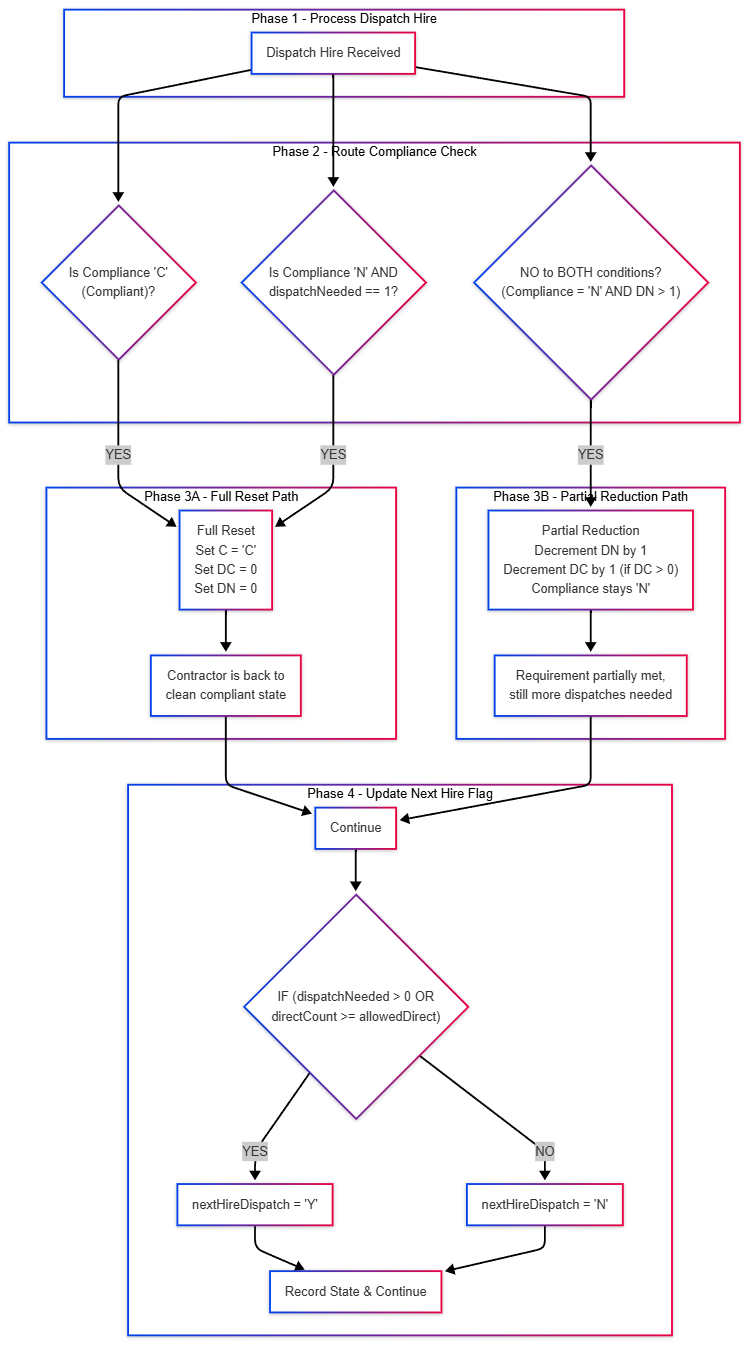 Phase 1 - Process Dispatch Hire
Dispatch Hire Received
Phase 2 - Route Compliance Check
Is Compliance 'C'
(Compliant)?
Is Compliance 'N' AND
dispatchNeeded == 1?
NO to BOTH conditions?
(Compliance = 'N' AND DN > 1)
YES
YES
YES
Phase 3A - Full Reset Path
Full Reset
Set C = 'C'
Set DC = 0
Set DN = 0
Contractor is back to
clean compliant state
Phase 3B - Partial Reduction Path
Partial Reduction
Decrement DN by 1
Decrement DC by 1 (if DC > 0)
Compliance stays 'N'
Requirement partially met,
still more dispatches needed
Phase 4 - Update Next Hire Flag
Continue
IF (dispatchNeeded > 0 OR
directCount >= allowedDirect)
YES
NO
nextHireDispatch = 'Y'
nextHireDispatch = 'N'
Record State & Continue